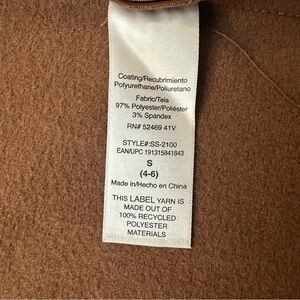 Coating/Recubrimiento
Polyurethane/Poliuretano
Fabric/Tela
97% Polyester/Poliéster
3% Spandex
RN# 52469 41V
STYLE#:SS-2100
EAN/UPC 191315841843
S
(4-6)
Made in/Hecho en China
THIS LABEL YARN IS
MADE OUT OF
100% RECYCLED
POLYESTER
MATERIALS